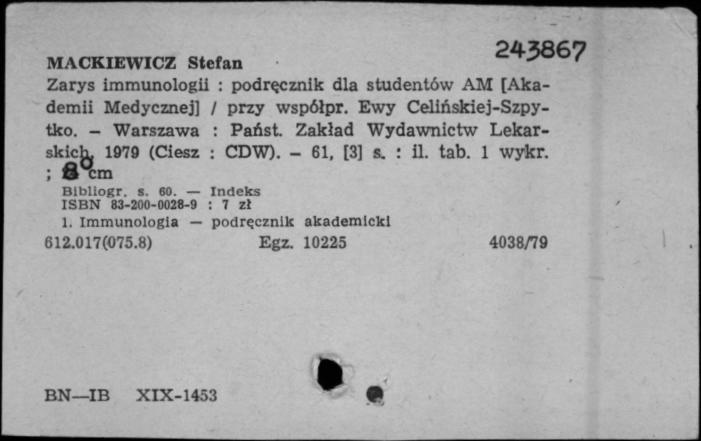 243867
MACKIEWICZ Stefan
Zarys immunologii : podręcznik dla studentów AM [Aka-
demii Medycznej] / przy współpr. Ewy Celińskiej-Szpy-
tko. — Warszawa : Państ. Zakład Wydawnictw Lekar-
skich, 1979 (Ciesz : CDW). — 61, [3] s. : il. tab. 1 wykr.
; 8° cm
Bibliogr. s. 60. — Indeks
ISBN 83-200-0028-9 : 7 zł
1. Immunologia — podręcznik akademicki
612.017(075.8) Egz. 10225 4038/79
BN—IB XIX-1453